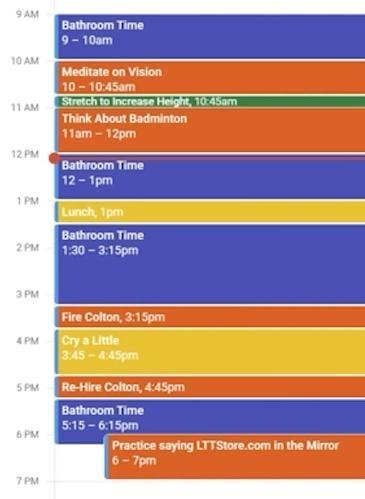 9 AM
Bathroom Time
9 – 10am
10 AM
Meditate on Vision
10 – 10:45am
Stretch to Increase Height, 10:45am
11 AM
Think About Badminton
11am – 12pm
12 PM
Bathroom Time
12 – 1pm
1 PM
Lunch, 1pm
Bathroom Time
1:30 – 3:15pm
2 PM
3 PM
Fire Colton, 3:15pm
4 PM
Cry a Little
3:45 – 4:45pm
5 PM
Re-Hire Colton, 4:45pm
Bathroom Time
5:15 – 6:15pm
6 PM
Practice saying LTTStore.com in the Mirror
6 – 7pm
7 PM